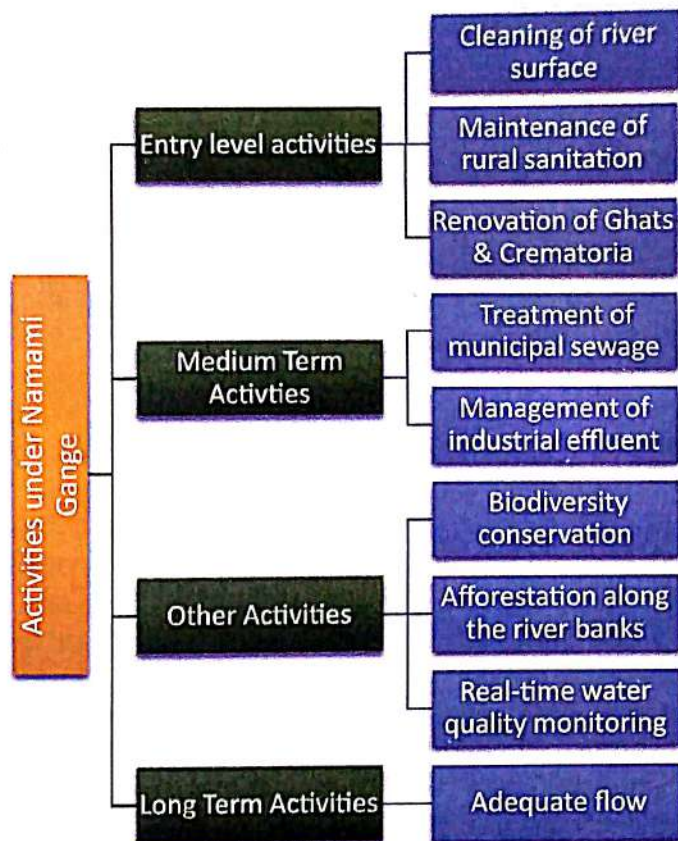 Activities under Namami
Gange
Entry level activities
Cleaning of river
surface
Maintenance of
rural sanitation
Renovation of Ghats
& Crematoria
Medium Term
Activties
Treatment of
municipal sewage
Management of
industrial effluent
Other Activities
Biodiversity
conservation
Afforestation along
the river banks
Real-time water
quality monitoring
Long Term Activities
Adequate flow